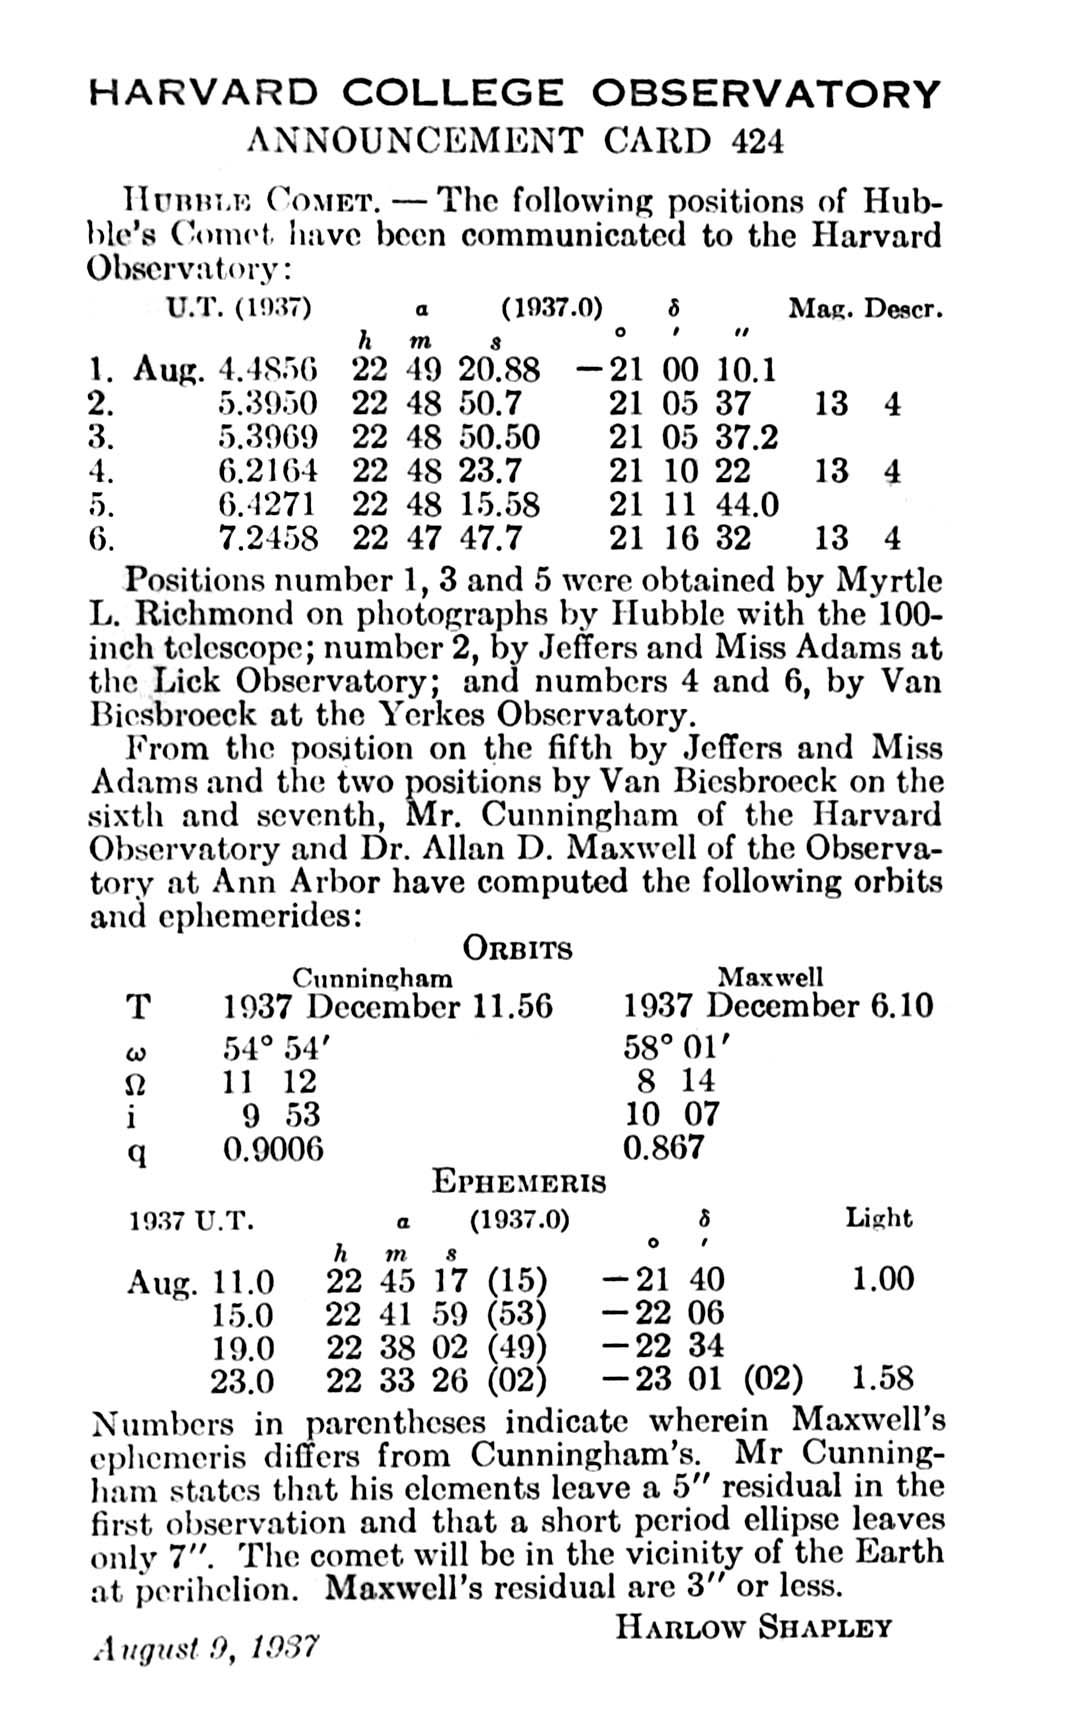 HARVARD COLLEGE OBSERVATORY
ANNOUNCEMENT CARD 424
HUBBLE COMET. — The following positions of Hub-
ble's Comet have been communicated to the Harvard
Observatory:
U.T. (1937) α (1937.0) δ Mag. Descr.
h m s ° ′ ″
1. Aug. 4.4856 22 49 20.88 −21 00 10.1
2. 5.3950 22 48 50.7 21 05 37 13 4
3. 5.3969 22 48 50.50 21 05 37.2
4. 6.2164 22 48 23.7 21 10 22 13 4
5. 6.4271 22 48 15.58 21 11 44.0
6. 7.2458 22 47 47.7 21 16 32 13 4
Positions number 1, 3 and 5 were obtained by Myrtle
L. Richmond on photographs by Hubble with the 100-
inch telescope; number 2, by Jeffers and Miss Adams at
the Lick Observatory; and numbers 4 and 6, by Van
Biesbroeck at the Yerkes Observatory.
From the position on the fifth by Jeffers and Miss
Adams and the two positions by Van Biesbroeck on the
sixth and seventh, Mr. Cunningham of the Harvard
Observatory and Dr. Allan D. Maxwell of the Observa-
tory at Ann Arbor have computed the following orbits
and ephemerides:
ORBITS
Cunningham Maxwell
T 1937 December 11.56 1937 December 6.10
ω 54° 54′ 58° 01′
Ω 11 12 8 14
i 9 53 10 07
q 0.9006 0.867
EPHEMERIS
1937 U.T. α (1937.0) δ Light
h m s ° ′
Aug. 11.0 22 45 17 (15) −21 40 1.00
15.0 22 41 59 (53) −22 06
19.0 22 38 02 (49) −22 34
23.0 22 33 26 (02) −23 01 (02) 1.58
Numbers in parentheses indicate wherein Maxwell's
ephemeris differs from Cunningham's. Mr Cunning-
ham states that his elements leave a 5″ residual in the
first observation and that a short period ellipse leaves
only 7″. The comet will be in the vicinity of the Earth
at perihelion. Maxwell's residual are 3″ or less.
HARLOW SHAPLEY
August 9, 1937